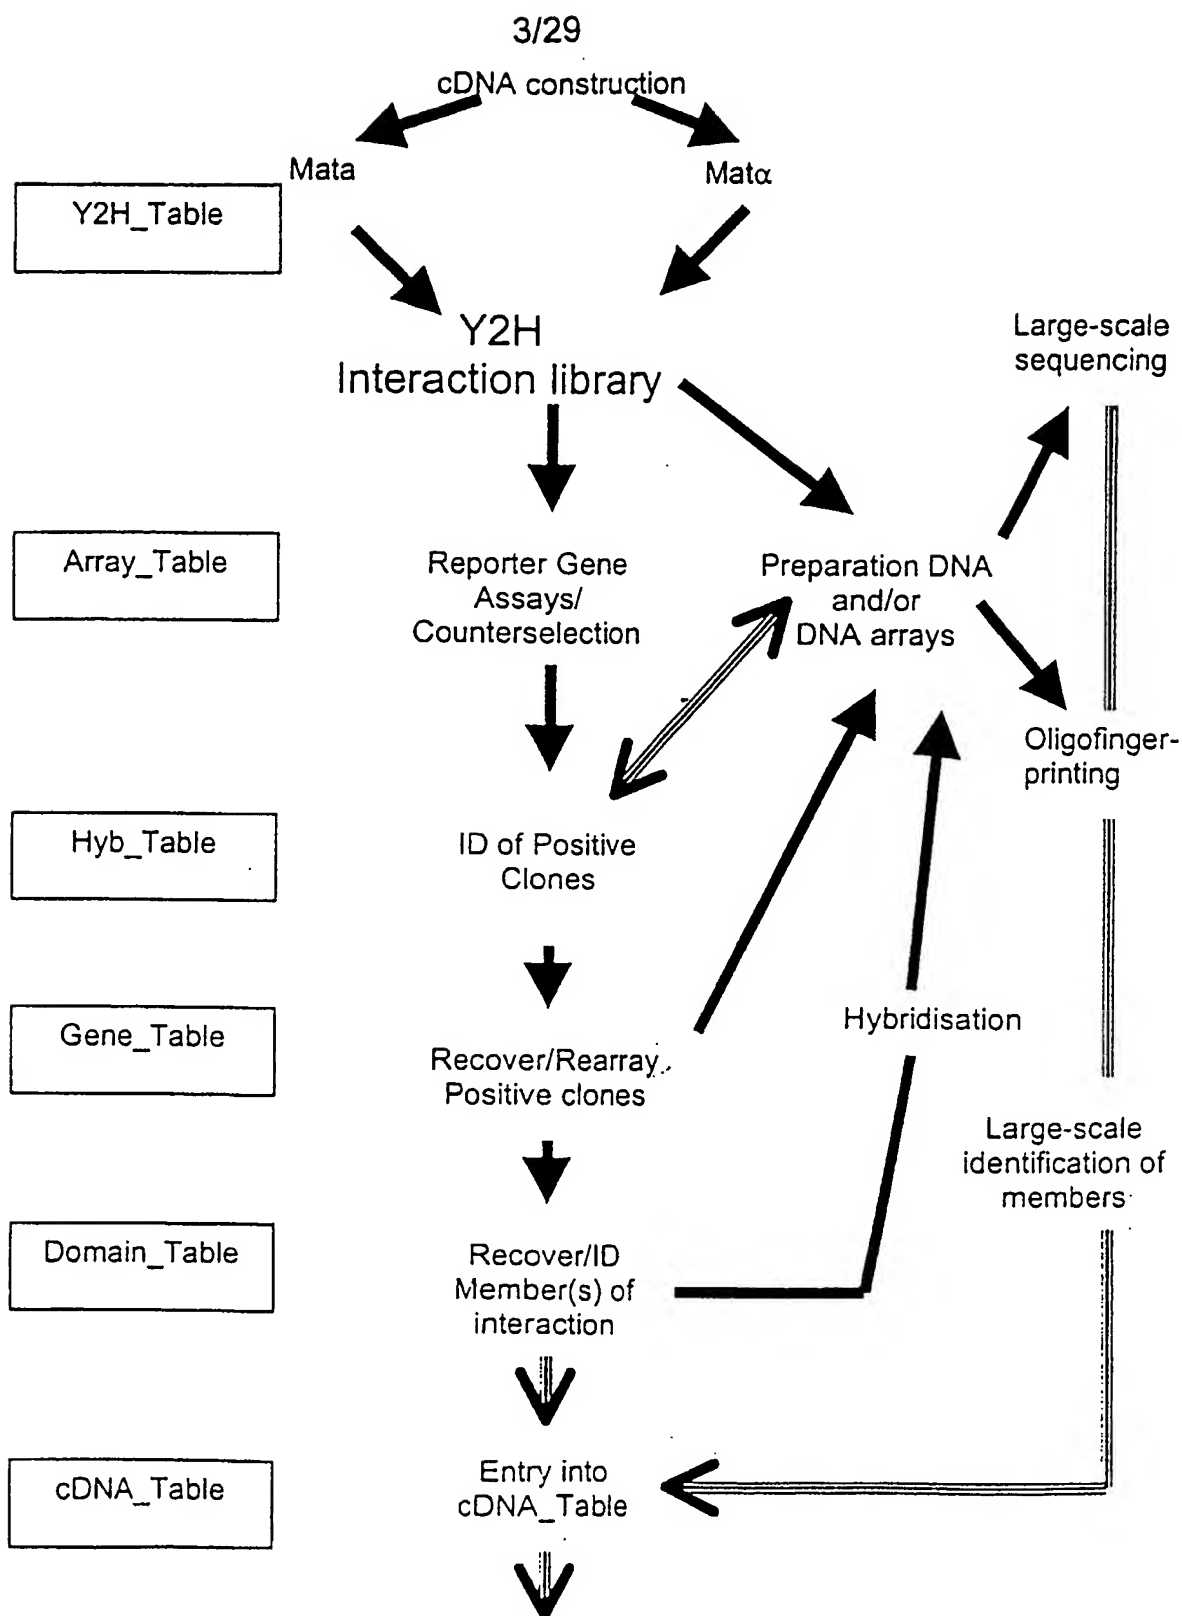 3/29
cDNA construction
Mata
Matα
Y2H_Table
Y2H
Interaction library
Large-scale
sequencing
Array_Table
Reporter Gene
Assays/
Counterselection
Preparation DNA
and/or
DNA arrays
Oligofinger-
printing
Hyb_Table
ID of Positive
Clones
Gene_Table
Hybridisation
Recover/Rearray
Positive clones
Large-scale
identification of
members
Domain_Table
Recover/ID
Member(s) of
interaction
cDNA_Table
Entry into
cDNA_Table